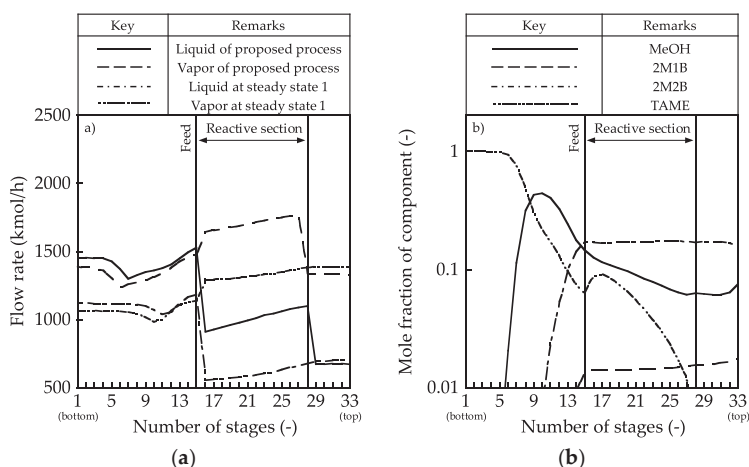 Key Remarks
Liquid of proposed process
Vapor of proposed process
Liquid at steady state 1
Vapor at steady state 1
2500
2000
1500
1000
500
Flow rate (kmol/h)
a)
Feed
Reactive section
1 5 9 13 17 21 25 29 33
(bottom) (top)
Number of stages (-)
(a)
Key Remarks
MeOH
2M1B
2M2B
TAME
1
0.1
0.01
Mole fraction of component (-)
b)
Feed
Reactive section
1 5 9 13 17 21 25 29 33
(bottom) (top)
Number of stages (-)
(b)